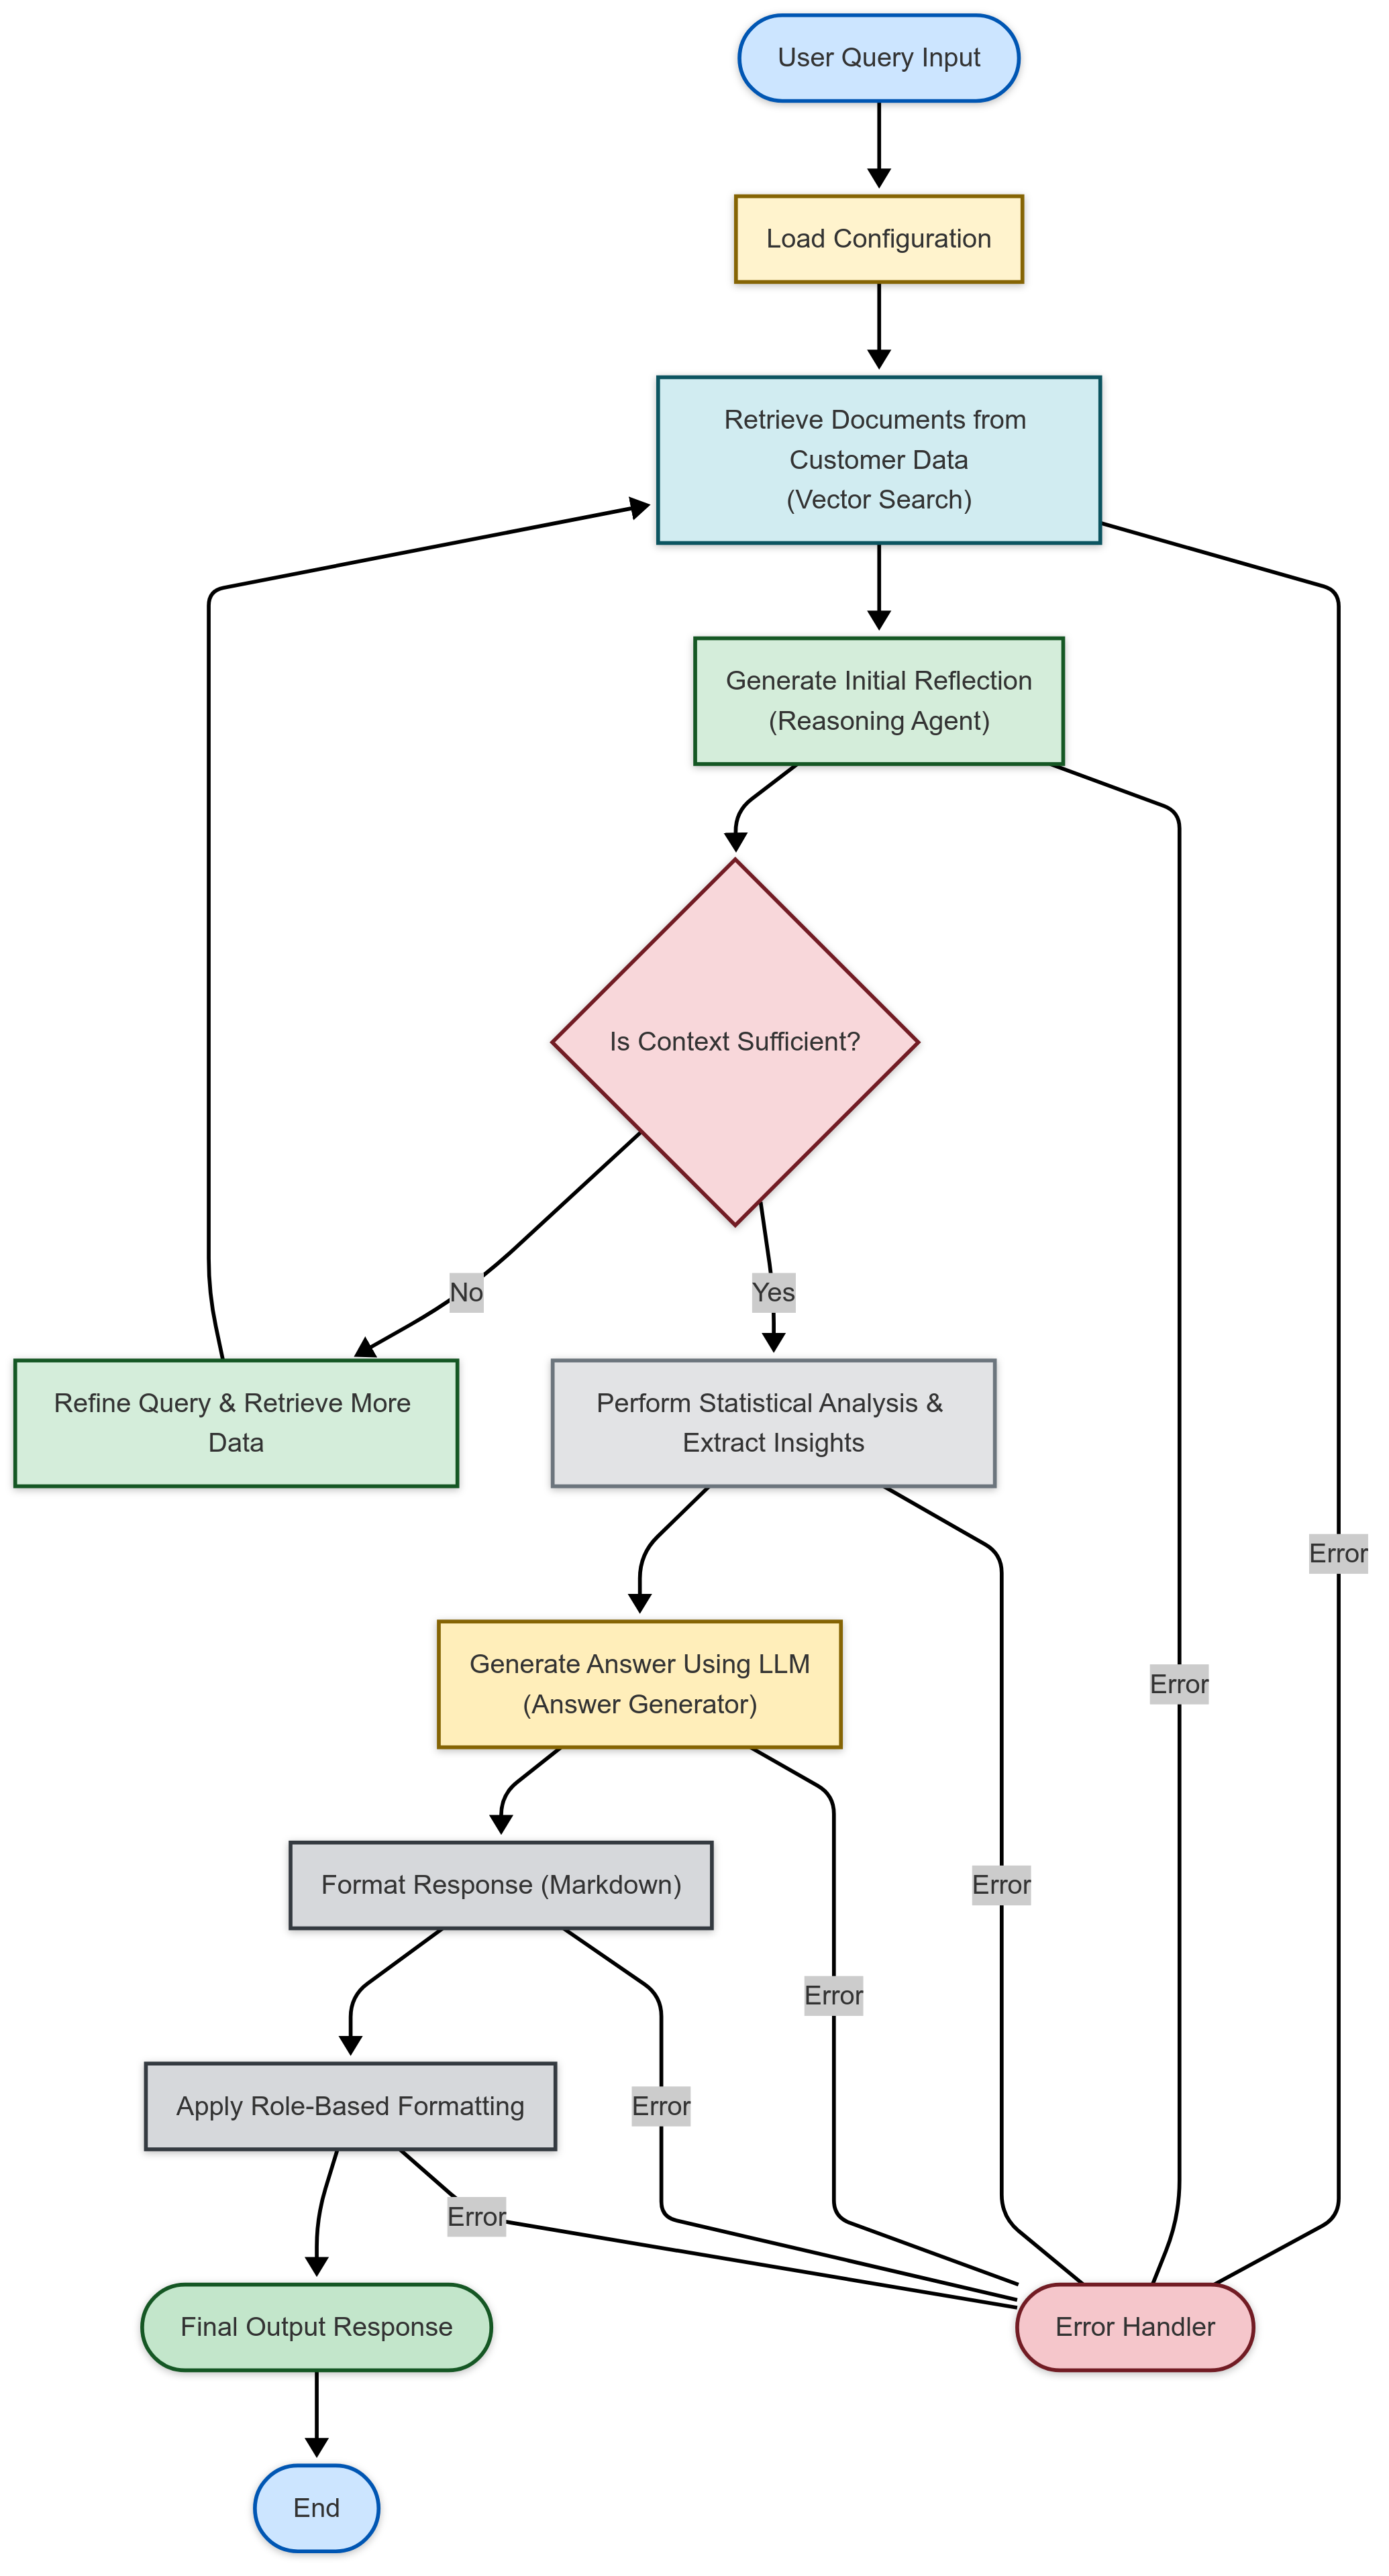 User Query Input
Load Configuration
Retrieve Documents from
Customer Data
(Vector Search)
Generate Initial Reflection
(Reasoning Agent)
Is Context Sufficient?
No
Yes
Refine Query & Retrieve More
Data
Perform Statistical Analysis &
Extract Insights
Error
Generate Answer Using LLM
(Answer Generator)
Error
Format Response (Markdown)
Error
Error
Apply Role-Based Formatting
Error
Error
Final Output Response
Error Handler
End